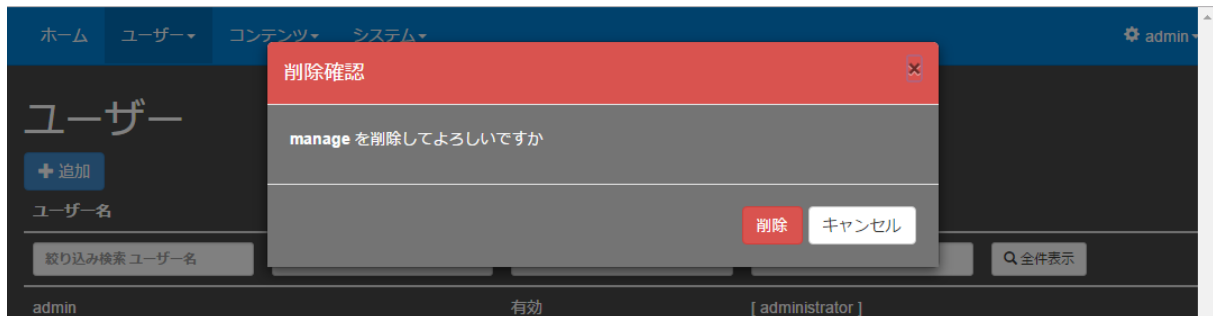 ホーム ユーザー コンテンツ システム admin
削除確認 ×
ユーザー
manage を削除してよろしいですか
追加
ユーザー名
削除 キャンセル
絞り込み検索 ユーザー名 全件表示
admin 有効 [ administrator ]